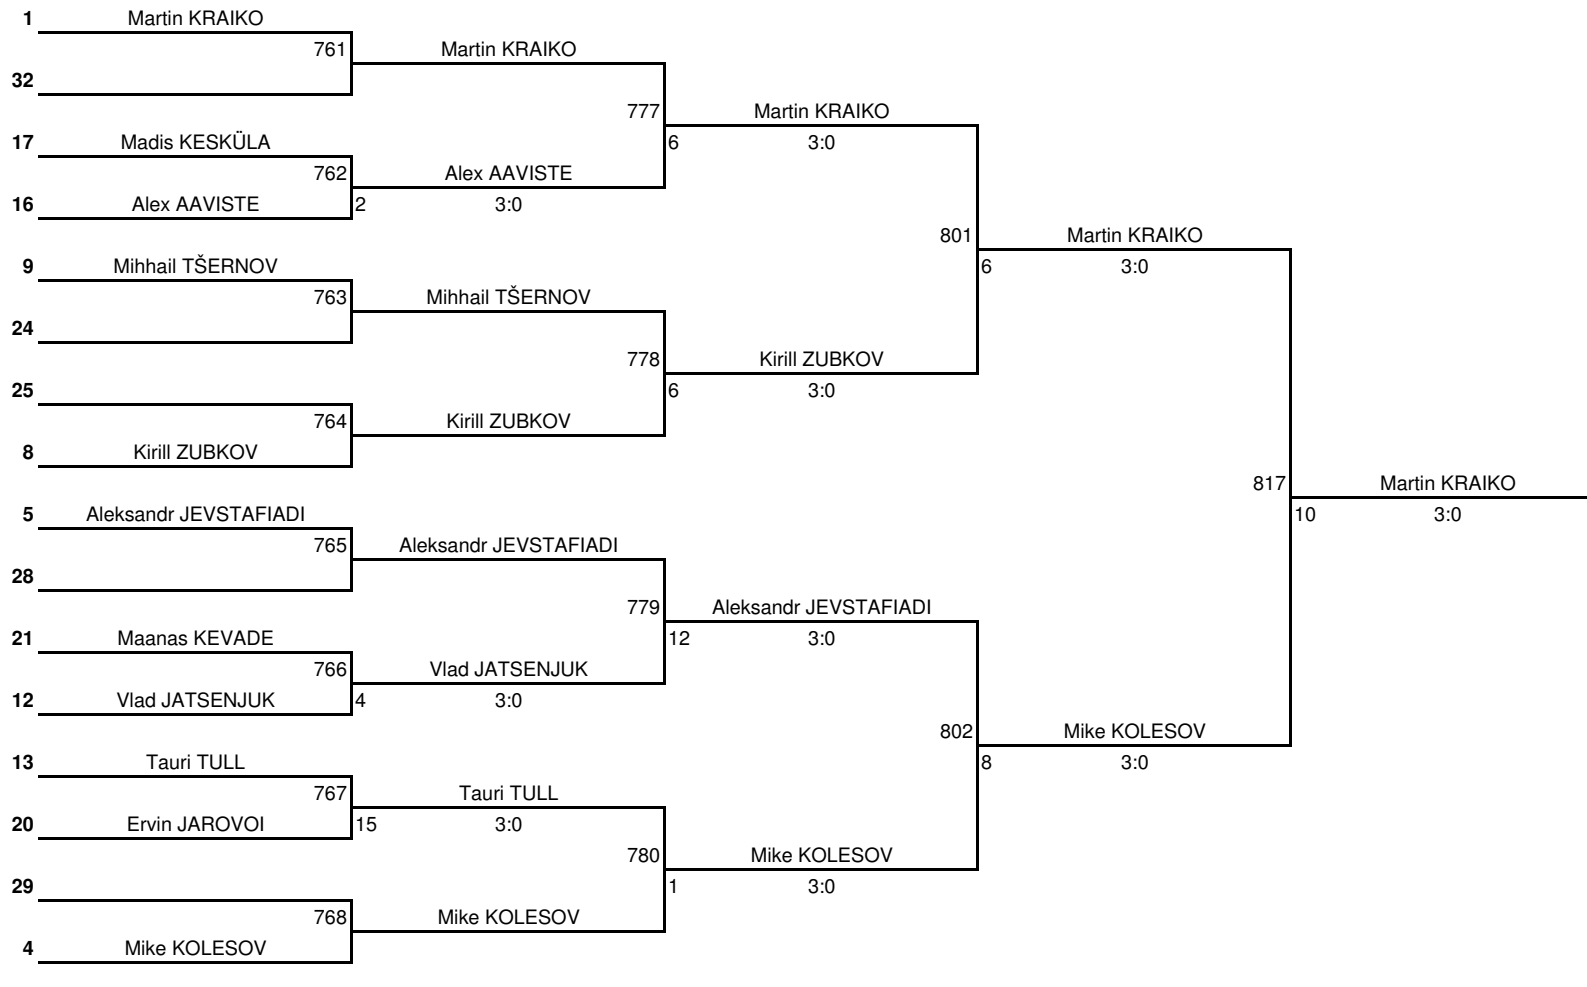 1 Martin KRAIKO
761 Martin KRAIKO
32
777 Martin KRAIKO
17 Madis KESKÜLA
6 3:0
762 Alex AAVISTE
16 Alex AAVISTE
2 3:0
801 Martin KRAIKO
9 Mihhail TŠERNOV
6 3:0
763 Mihhail TŠERNOV
24
778 Kirill ZUBKOV
25
6 3:0
764 Kirill ZUBKOV
8 Kirill ZUBKOV
817 Martin KRAIKO
5 Aleksandr JEVSTAFIADI
10 3:0
765 Aleksandr JEVSTAFIADI
28
779 Aleksandr JEVSTAFIADI
21 Maanas KEVADE
12 3:0
766 Vlad JATSENJUK
12 Vlad JATSENJUK
4 3:0
802 Mike KOLESOV
13 Tauri TULL
8 3:0
767 Tauri TULL
20 Ervin JAROVOI
15 3:0
780 Mike KOLESOV
29
1 3:0
768 Mike KOLESOV
4 Mike KOLESOV